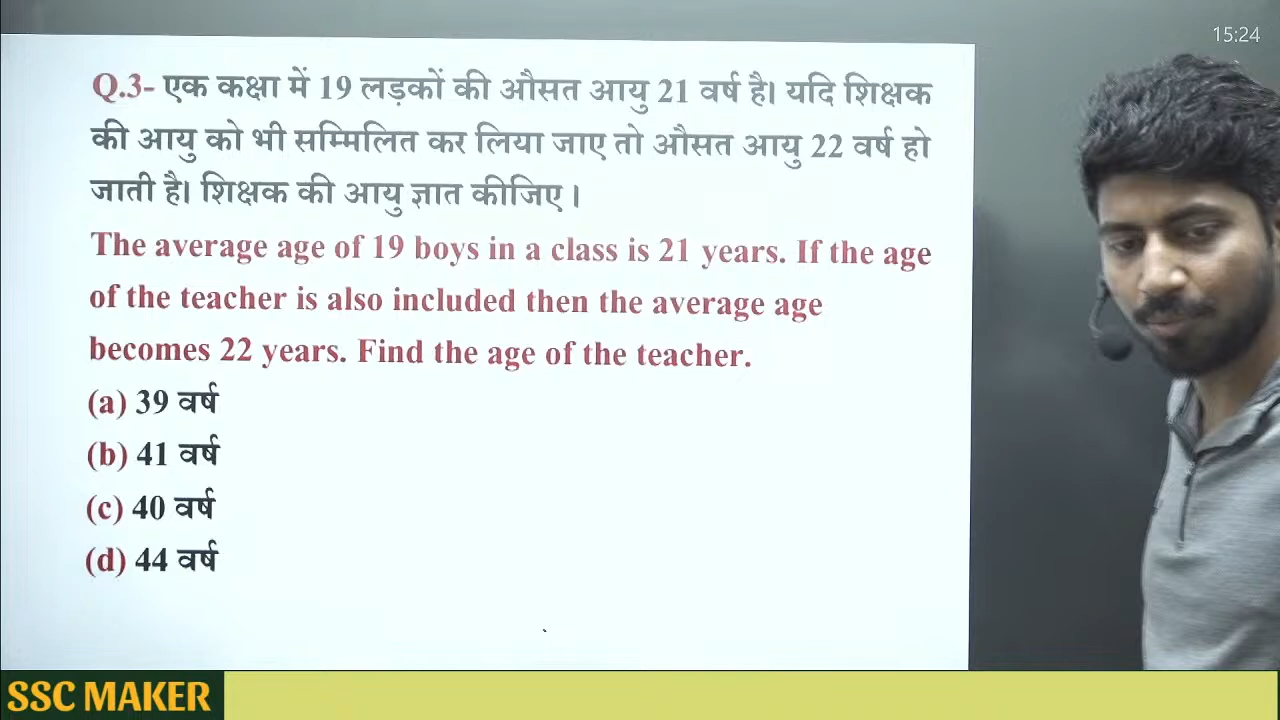 15:24
Q.3- एक कक्षा में 19 लड़कों की औसत आयु 21 वर्ष है। यदि शिक्षक
की आयु को भी सम्मिलित कर लिया जाए तो औसत आयु 22 वर्ष हो
जाती है। शिक्षक की आयु ज्ञात कीजिए ।
The average age of 19 boys in a class is 21 years. If the age
of the teacher is also included then the average age
becomes 22 years. Find the age of the teacher.
(a) 39 वर्ष
(b) 41 वर्ष
(c) 40 वर्ष
(d) 44 वर्ष
SSC MAKER